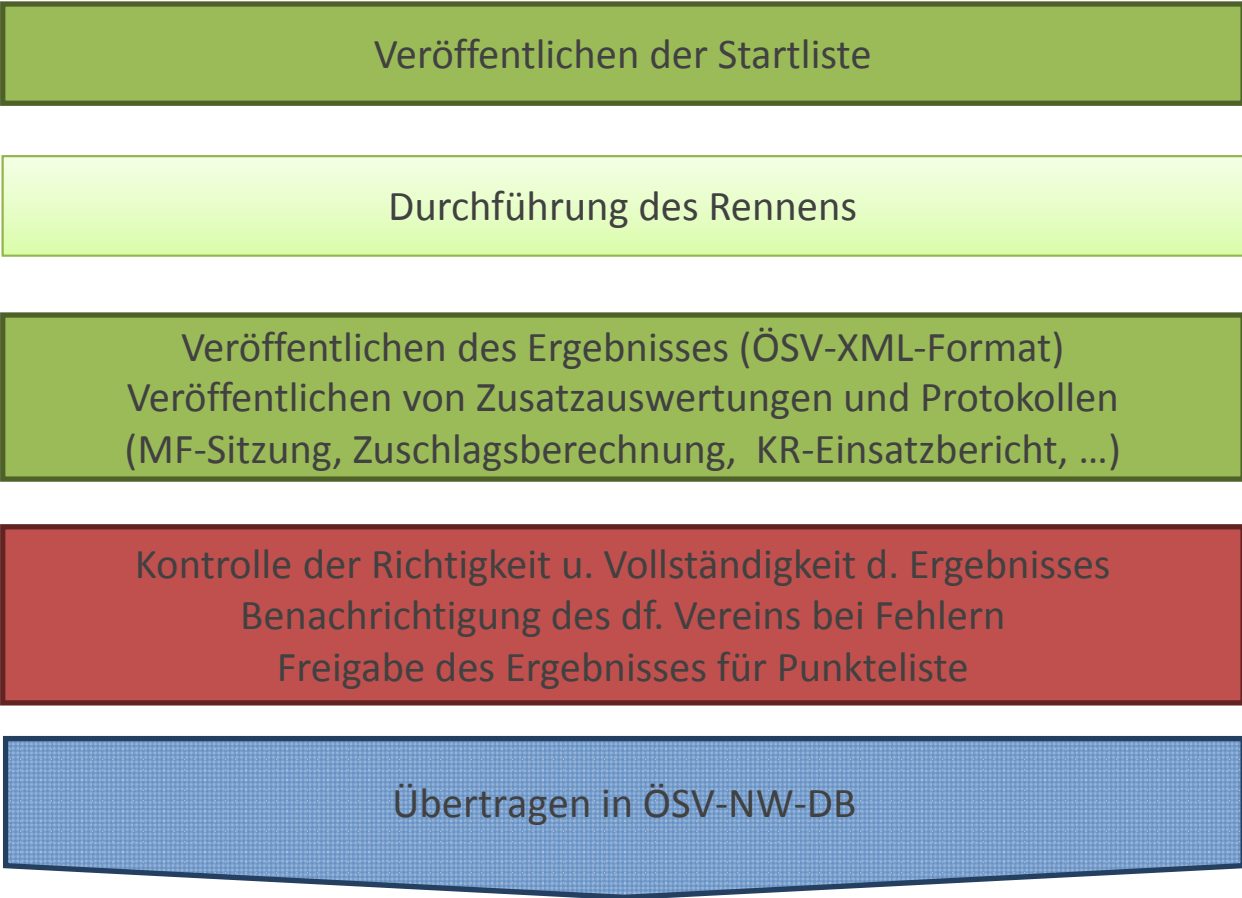 Veröffentlichen der Startliste
Durchführung des Rennens
Veröffentlichen des Ergebnisses (ÖSV-XML-Format)
Veröffentlichen von Zusatzauswertungen und Protokollen
(MF-Sitzung, Zuschlagsberechnung, KR-Einsatzbericht, ...)
Kontrolle der Richtigkeit u. Vollständigkeit d. Ergebnisses
Benachrichtigung des df. Vereins bei Fehlern
Freigabe des Ergebnisses für Punkteliste
Übertragen in ÖSV-NW-DB